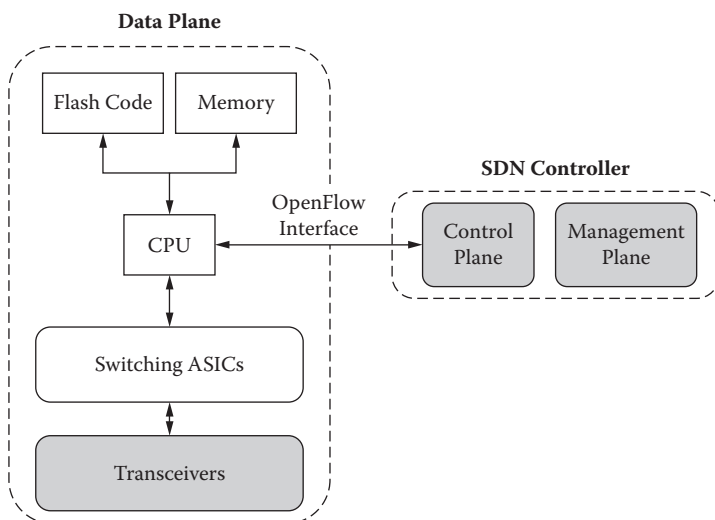 Data Plane
Flash Code
Memory
SDN Controller
OpenFlow
Interface
CPU
Control
Plane
Management
Plane
Switching ASICs
Transceivers